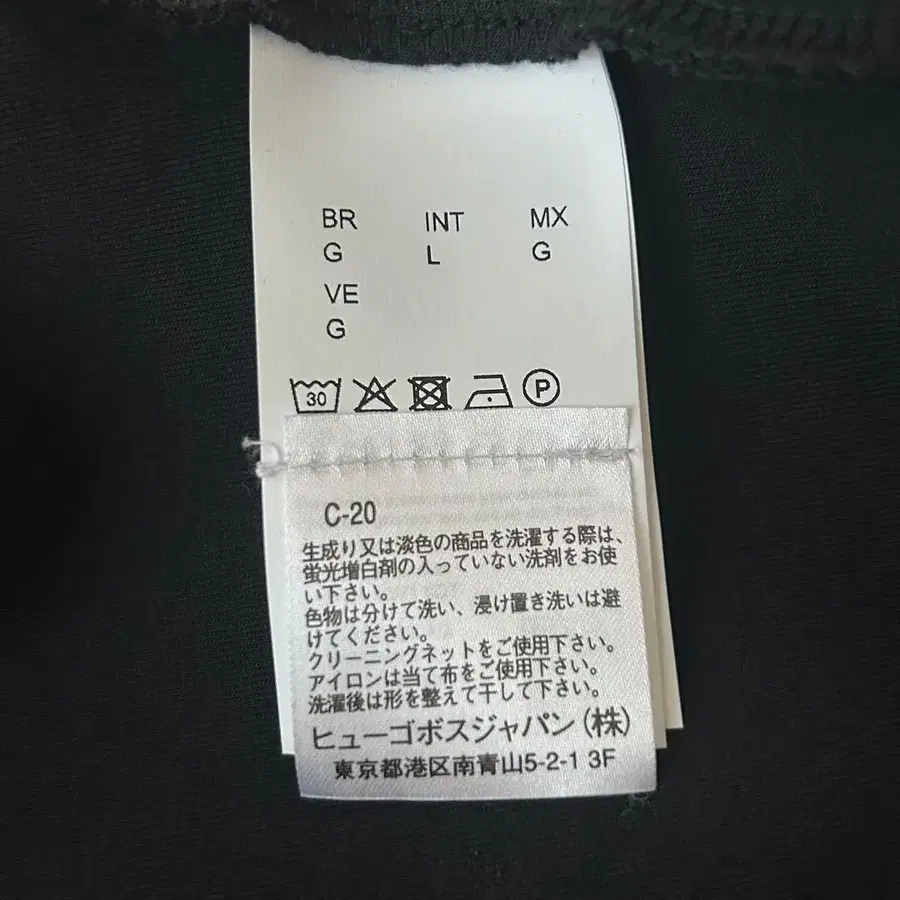 BR INT MX
G L G
VE
G
30 P
C-20
生成り又は淡色の商品を洗濯する際は、
蛍光増白剤の入っていない洗剤をお使
い下さい。
色物は分けて洗い、浸け置き洗いは避
けてください。
クリーニングネットをご使用下さい。
アイロンは当て布をご使用下さい。
洗濯後は形を整えて干して下さい。
ヒューゴボスジャパン(株)
東京都港区南青山5-2-1 3F